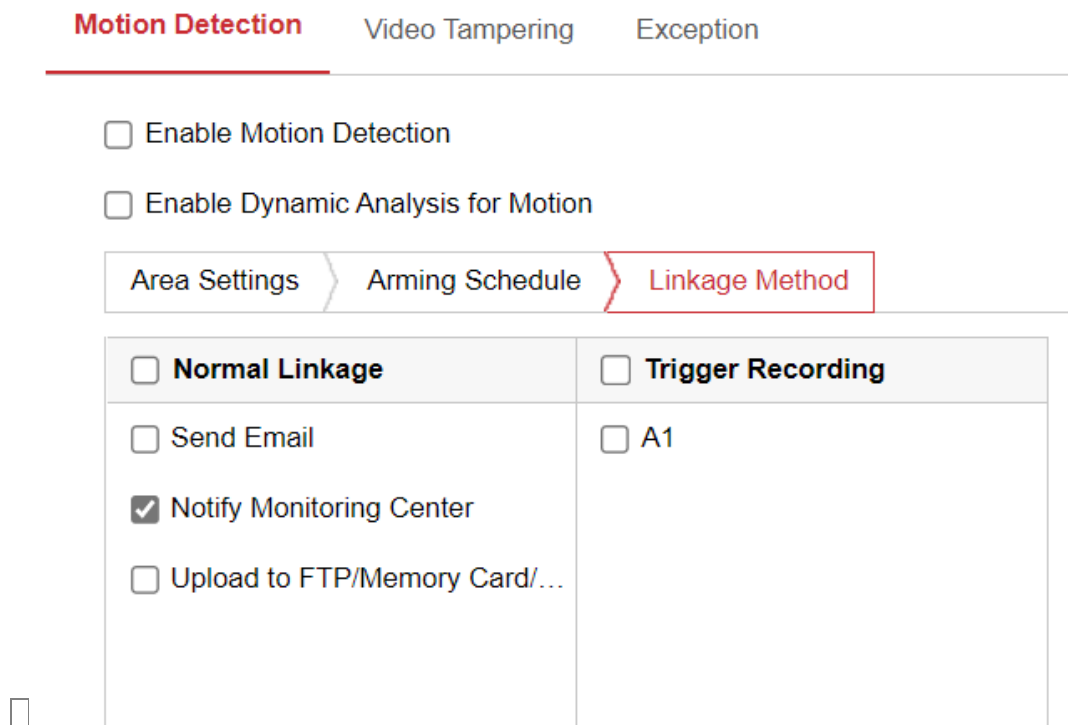 Motion Detection Video Tampering Exception
Enable Motion Detection
Enable Dynamic Analysis for Motion
Area Settings Arming Schedule Linkage Method
Normal Linkage Trigger Recording
Send Email A1
Notify Monitoring Center
Upload to FTP/Memory Card/...